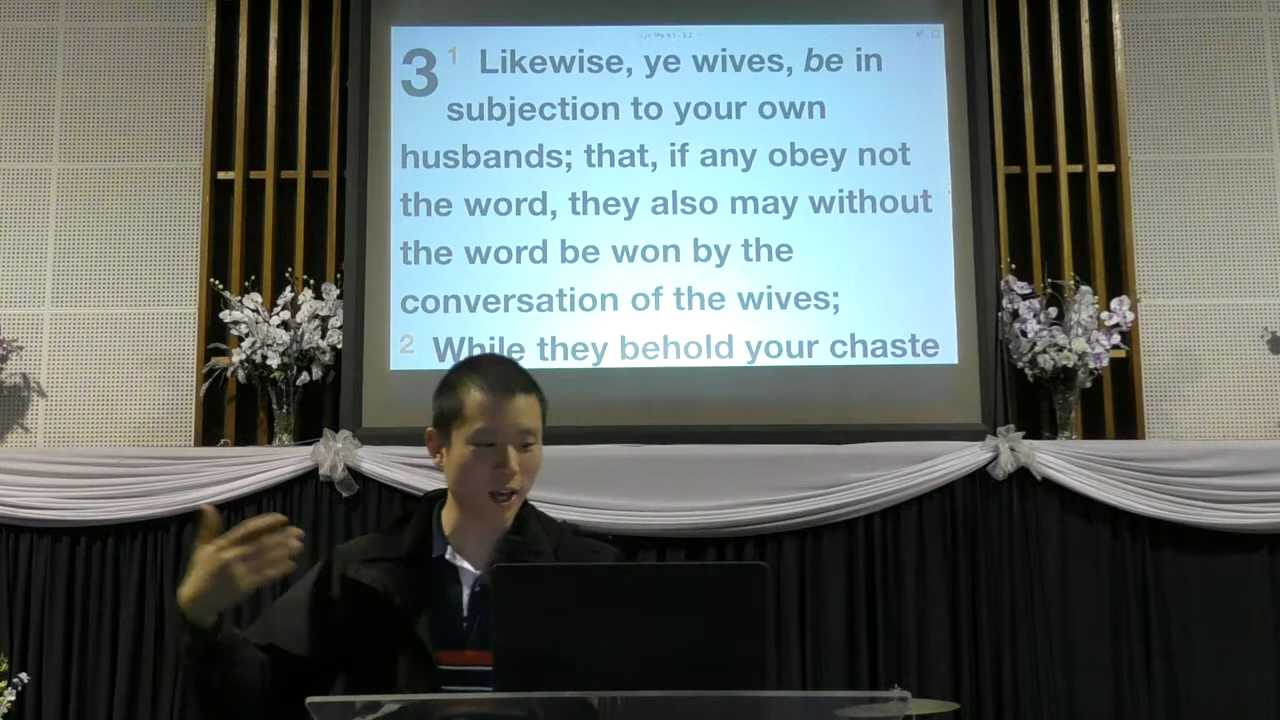 3 1 Likewise, ye wives, be in
subjection to your own
husbands; that, if any obey not
the word, they also may without
the word be won by the
conversation of the wives;
2 While they behold your chaste